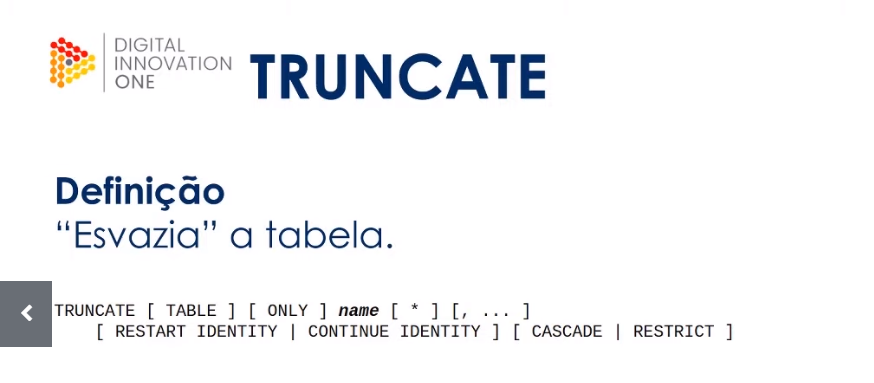 DIGITAL
INNOVATION
ONE
TRUNCATE
Definição
“Esvazia” a tabela.
TRUNCATE [ TABLE ] [ ONLY ] name [ * ] [, ... ]
[ RESTART IDENTITY | CONTINUE IDENTITY ] [ CASCADE | RESTRICT ]